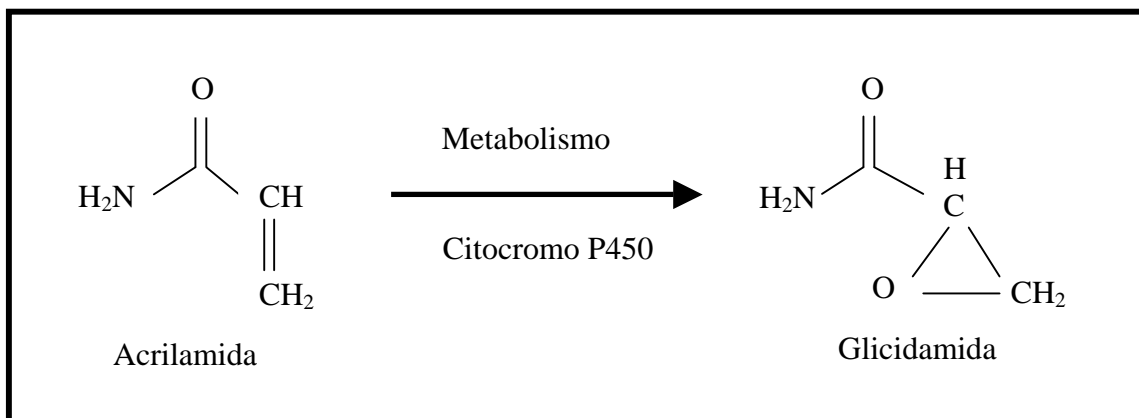 O
H₂N
CH
CH₂
Acrilamida
Metabolismo
Citocromo P450
O
H
H₂N
C
O
CH₂
Glicidamida